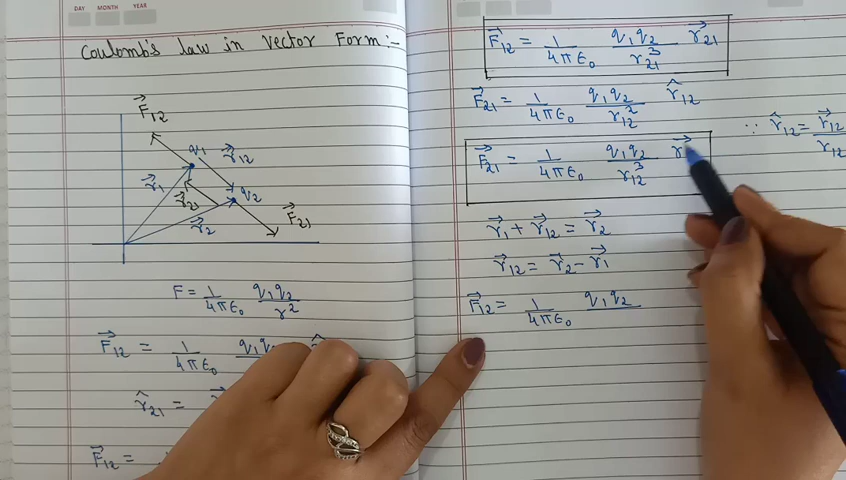 DAY MONTH YEAR
Coulomb's law in Vector Form:-
F⃗₁₂
q₁ r⃗₁₂
r⃗₁ r⃗₂₁ q₂
r⃗₂ F⃗₂₁
F = 1/4πε₀ q₁q₂/r²
F⃗₁₂ = 1/4πε₀ q₁q₂
r̂₂₁ =
F⃗₁₂ =
F⃗₁₂ = 1/4πε₀ q₁q₂/r₂₁³ r⃗₂₁
F⃗₂₁ = 1/4πε₀ q₁q₂/r₁₂² r̂₁₂
∵ r̂₁₂ = r⃗₁₂/r₁₂
F⃗₂₁ = 1/4πε₀ q₁q₂/r₁₂³ r⃗
r⃗₁ + r⃗₁₂ = r⃗₂
r⃗₁₂ = r⃗₂ - r⃗₁
F⃗₁₂ = 1/4πε₀ q₁q₂